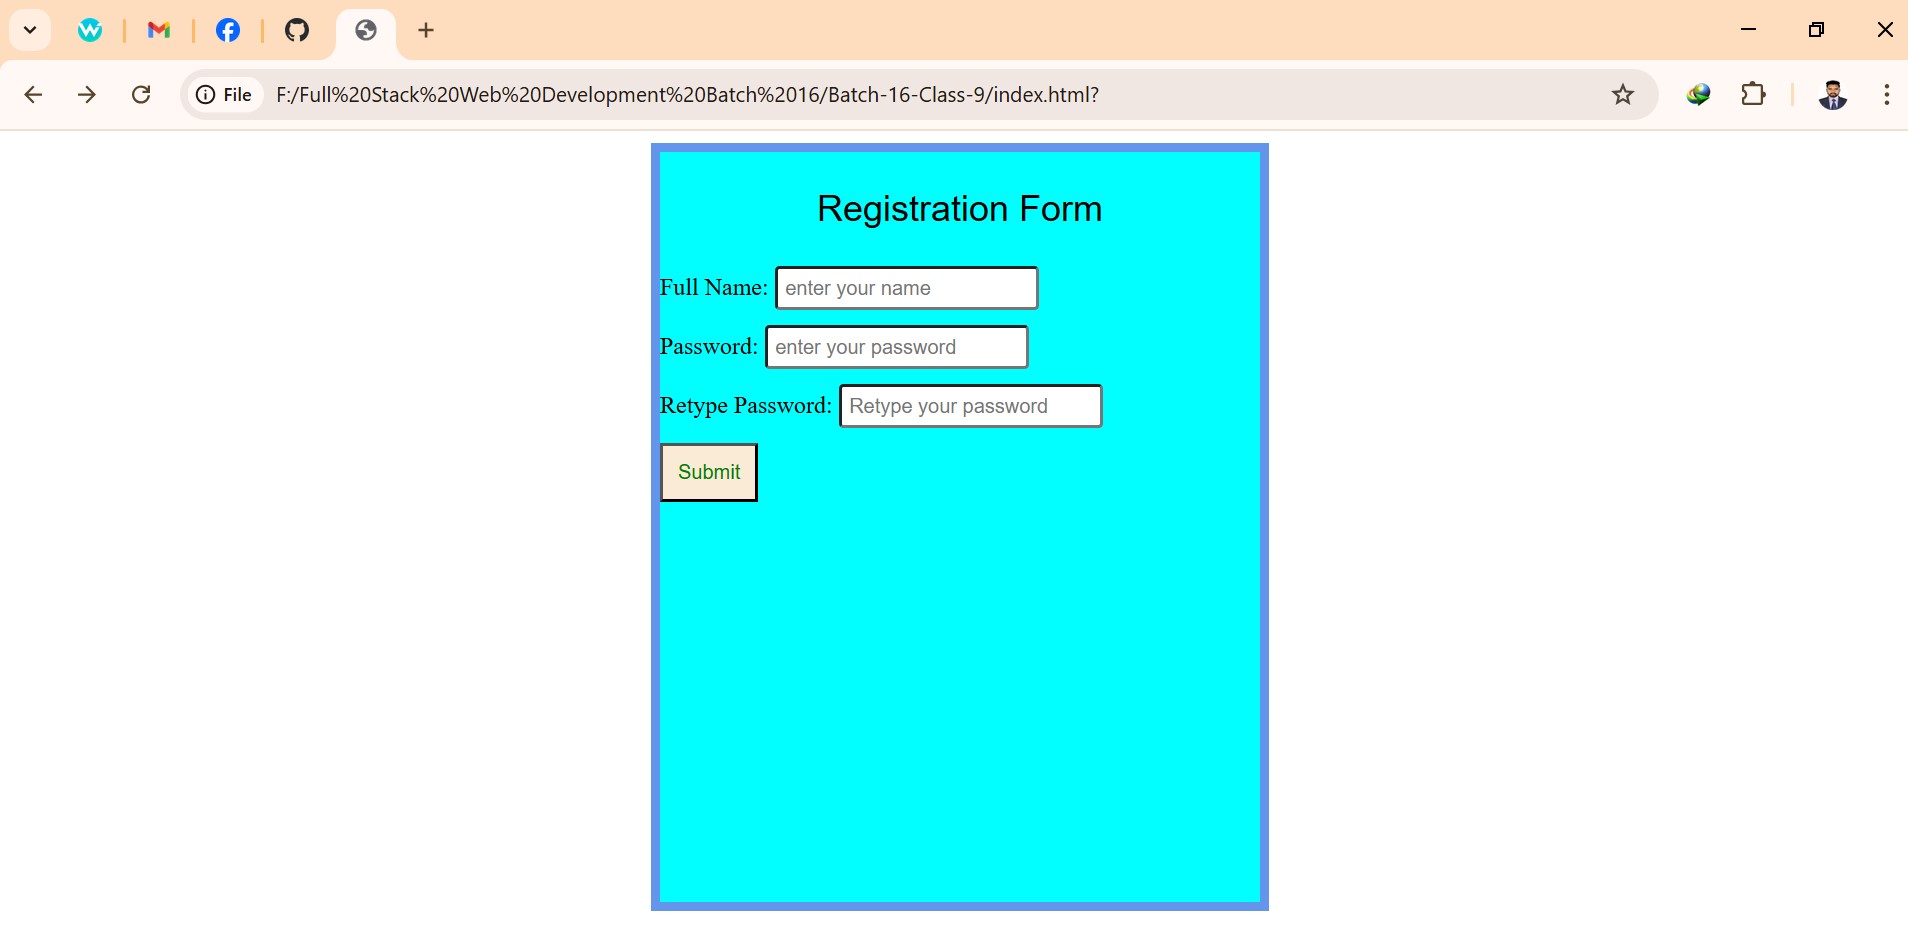 File F:/Full%20Stack%20Web%20Development%20Batch%2016/Batch-16-Class-9/index.html?
Registration Form
Full Name: enter your name
Password: enter your password
Retype Password: Retype your password
Submit